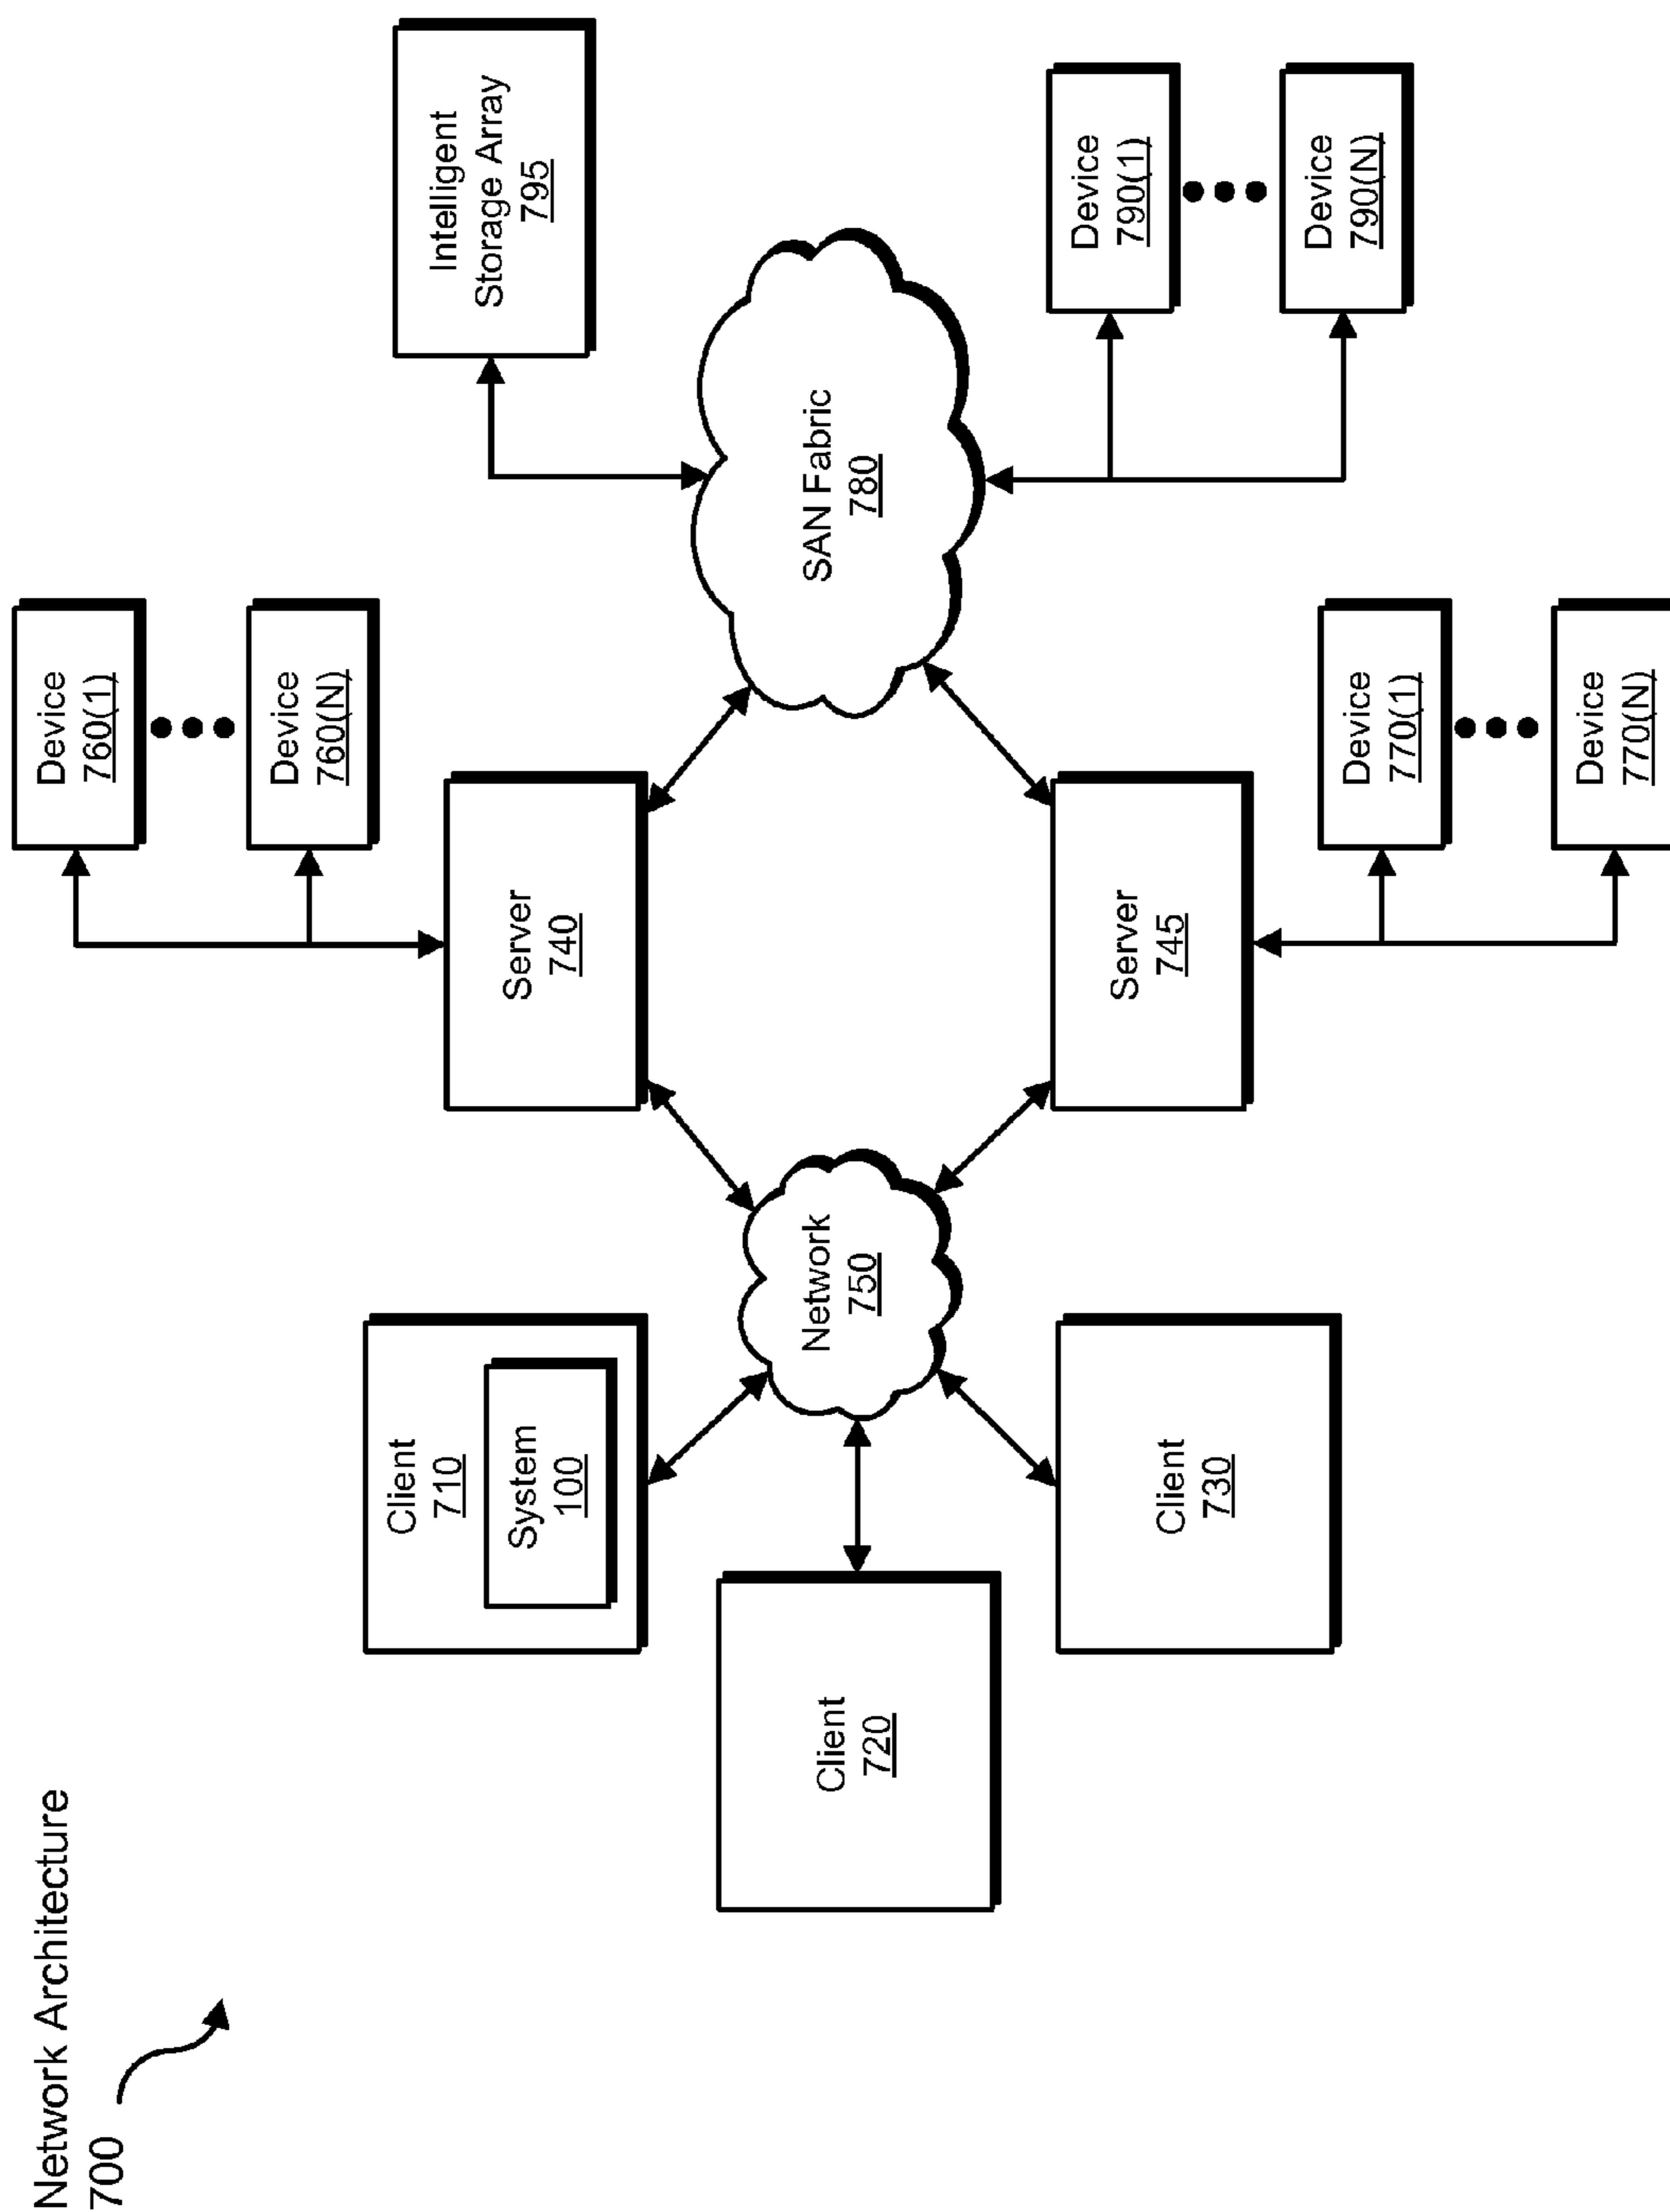 Network Architecture
700
Client
710
System
100
Client
720
Client
730
Network
750
Server
740
Server
745
Device
760(1)
Device
760(N)
Device
770(1)
Device
770(N)
SAN Fabric
780
Intelligent
Storage Array
795
Device
790(1)
Device
790(N)